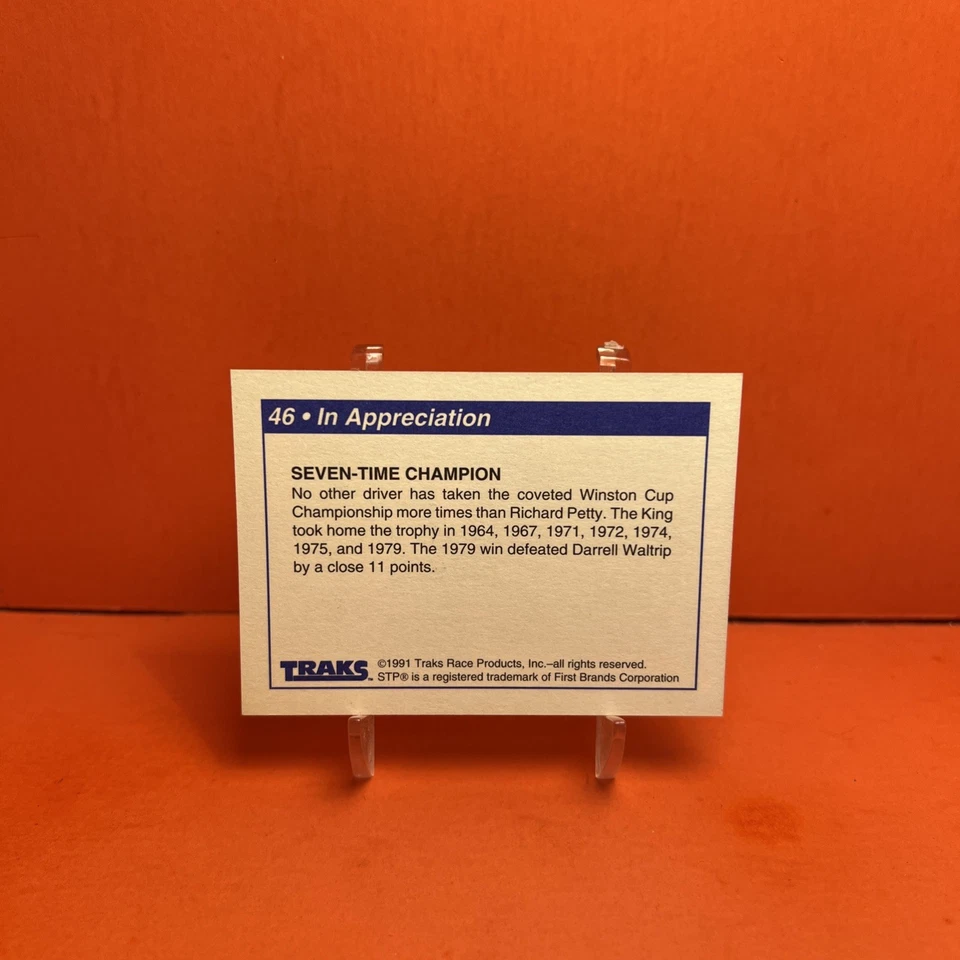 46 • In Appreciation
SEVEN-TIME CHAMPION
No other driver has taken the coveted Winston Cup
Championship more times than Richard Petty. The King
took home the trophy in 1964, 1967, 1971, 1972, 1974,
1975, and 1979. The 1979 win defeated Darrell Waltrip
by a close 11 points.
TRAKS™ ©1991 Traks Race Products, Inc.–all rights reserved.
STP® is a registered trademark of First Brands Corporation